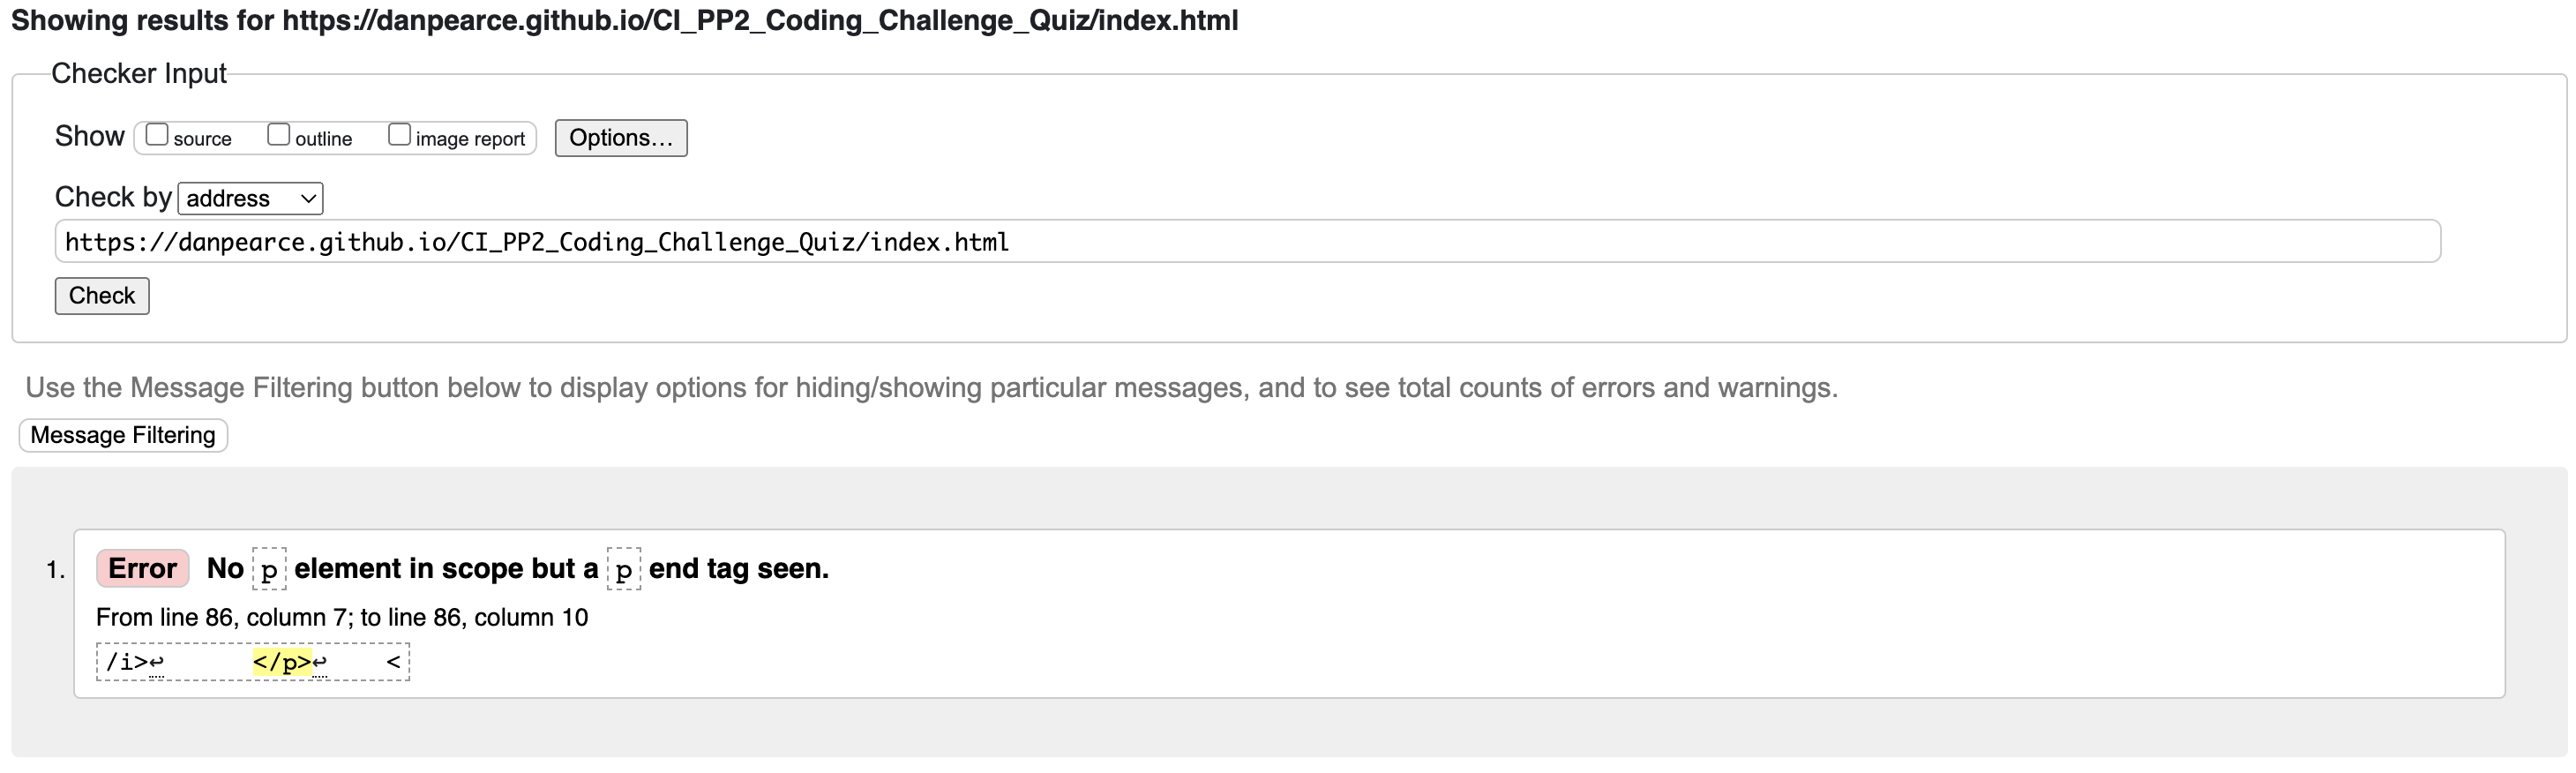 Showing results for https://danpearce.github.io/CI_PP2_Coding_Challenge_Quiz/index.html
Checker Input
Show source outline image report Options...
Check by address
https://danpearce.github.io/CI_PP2_Coding_Challenge_Quiz/index.html
Check
Use the Message Filtering button below to display options for hiding/showing particular messages, and to see total counts of errors and warnings.
Message Filtering
1. Error No p element in scope but a p end tag seen.
From line 86, column 7; to line 86, column 10
/i>↩ </p>↩ <